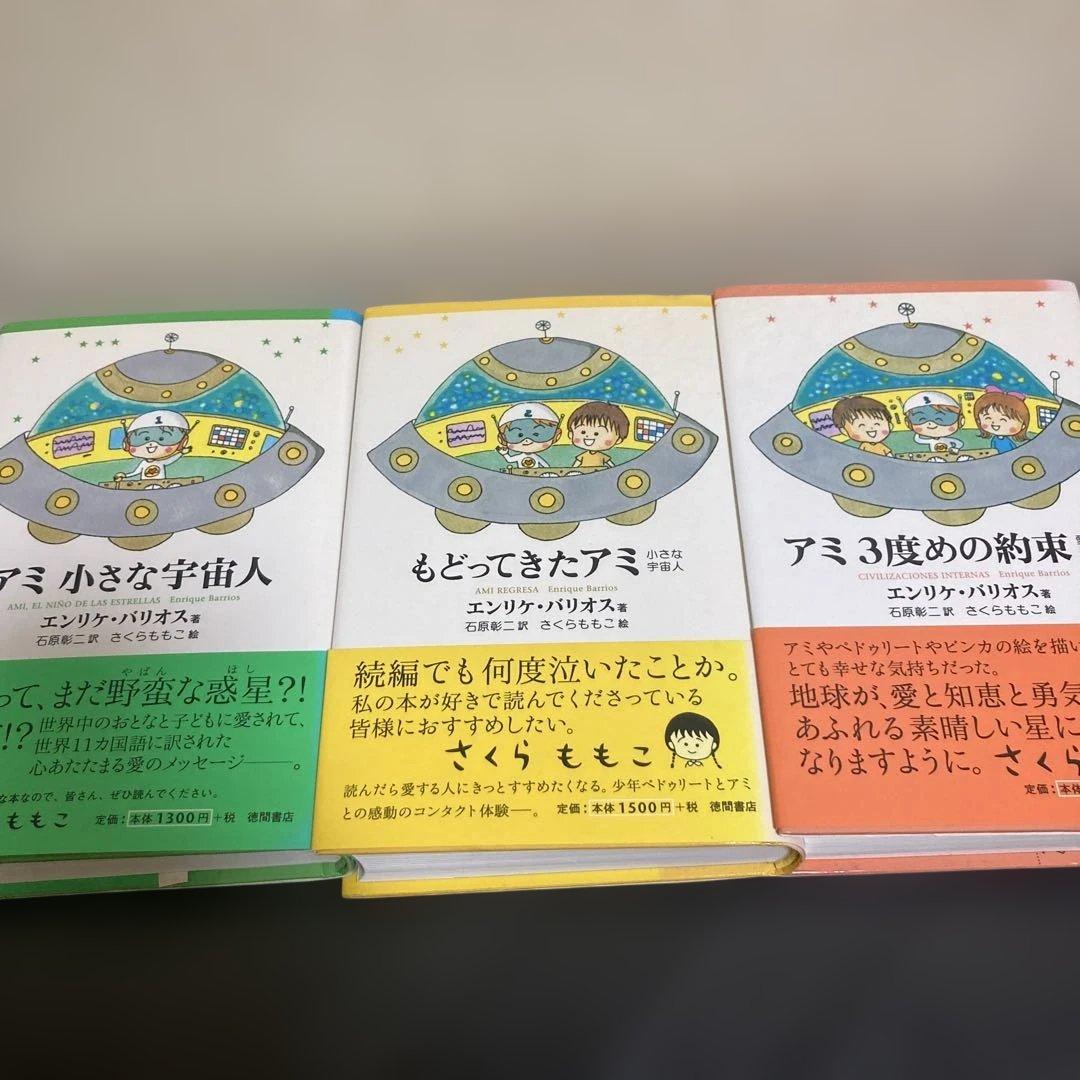 アミ 小さな宇宙人
AMI, EL NIÑO DE LAS ESTRELLAS Enrique Barrios
エンリケ・バリオス 著
石原彰二 訳 さくらももこ 絵
って、まだ野蛮な惑星?!
やばん ほし
!?
世界中のおとなと子どもに愛されて、
世界11カ国語に訳された
心あたたまる愛のメッセージ――。
な本なので、皆さん、ぜひ読んでください。
ももこ
定価:本体1300円+税 徳間書店
1
もどってきたアミ 小さな宇宙人
AMI REGRESA Enrique Barrios
エンリケ・バリオス 著
石原彰二 訳 さくらももこ 絵
続編でも何度泣いたことか。
私の本が好きで読んでくださっている
皆様におすすめしたい。
さくら ももこ
読んだら愛する人にきっとすすめたくなる。少年ペドゥリートとアミ
との感動のコンタクト体験―。
定価:本体1500円+税 徳間書店
2
アミ 3度めの約束
CIVILIZACIONES INTERNAS Enrique Barrios
エンリケ・バリオス 著
石原彰二 訳 さくらももこ 絵
アミやペドゥリートやビンカの絵を描い
とても幸せな気持ちだった。
地球が、愛と知恵と勇気
あふれる素晴しい星に
なりますように。さくら
定価:本体
3